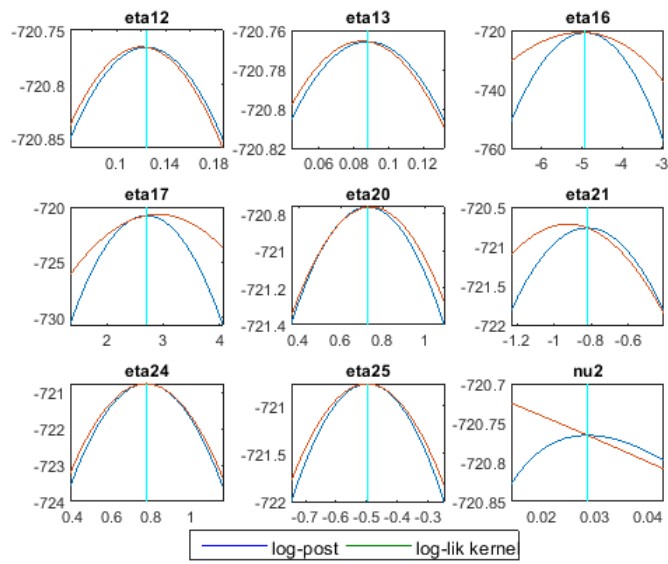 eta12 eta13 eta16
-720.75 -720.76 -720
-720.8 -720.8 -740
-720.85 -720.82 -760
0.1 0.14 0.18 0.06 0.08 0.1 0.12 -6 -5 -4 -3
eta17 eta20 eta21
-720 -720.8 -720.5
-725 -721 -721
-721.2 -721.5
-730 -721.4 -722
2 3 4 0.4 0.6 0.8 1 -1.2 -1 -0.8 -0.6
eta24 eta25 nu2
-721 -721 -720.7
-722 -720.75
-723 -721.5 -720.8
-724 -722 -720.85
0.4 0.6 0.8 1 -0.7 -0.6 -0.5 -0.4 -0.3 0.02 0.03 0.04
log-post log-lik kernel